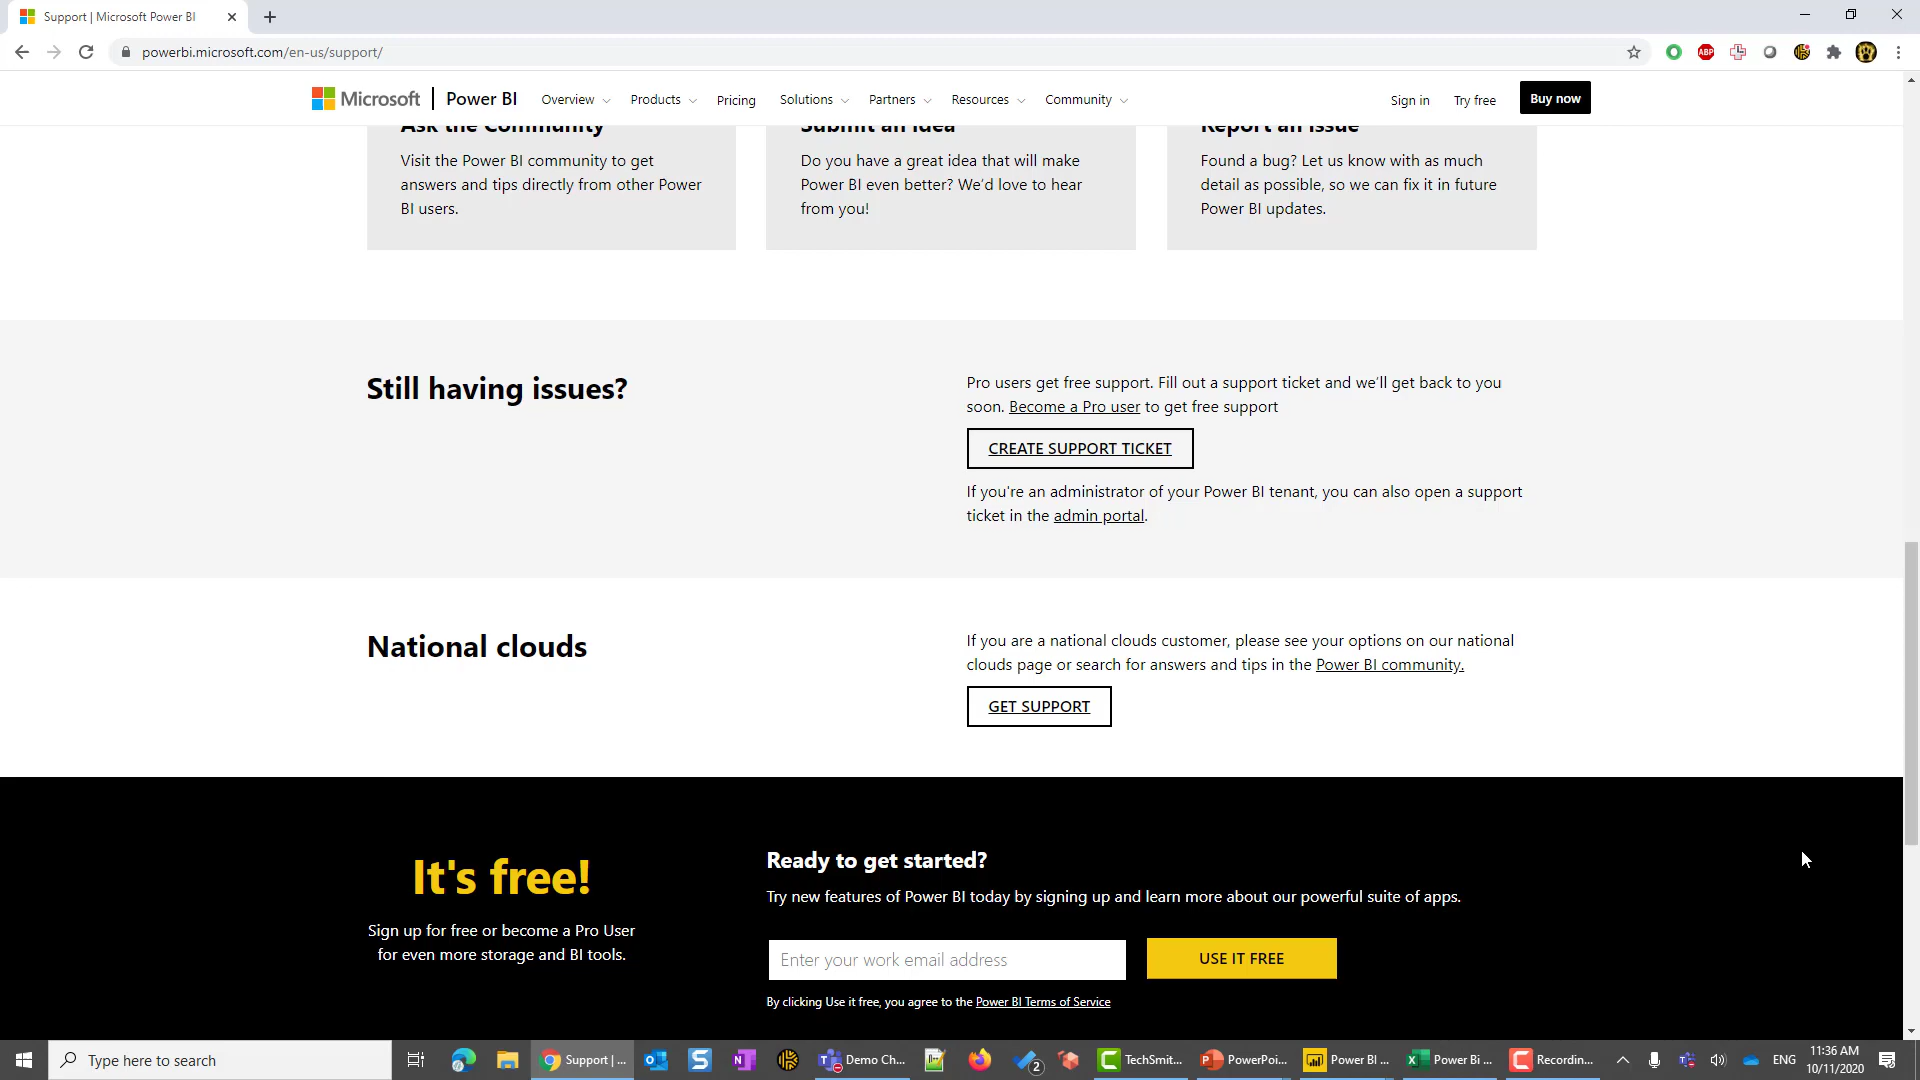 Support | Microsoft Power BI
powerbi.microsoft.com/en-us/support/
ABP
Microsoft Power BI Overview Products Pricing Solutions Partners Resources Community Sign in Try free Buy now
Ask the Community Submit an idea Report an issue
Visit the Power BI community to get
answers and tips directly from other Power
BI users.
Do you have a great idea that will make
Power BI even better? We'd love to hear
from you!
Found a bug? Let us know with as much
detail as possible, so we can fix it in future
Power BI updates.
Still having issues?
Pro users get free support. Fill out a support ticket and we'll get back to you
soon. Become a Pro user to get free support
CREATE SUPPORT TICKET
If you're an administrator of your Power BI tenant, you can also open a support
ticket in the admin portal.
National clouds
If you are a national clouds customer, please see your options on our national
clouds page or search for answers and tips in the Power BI community.
GET SUPPORT
It's free!
Sign up for free or become a Pro User
for even more storage and BI tools.
Ready to get started?
Try new features of Power BI today by signing up and learn more about our powerful suite of apps.
Enter your work email address
USE IT FREE
By clicking Use it free, you agree to the Power BI Terms of Service
Type here to search Support | ... Demo Ch... 2 TechSmit... PowerPoi... Power BI ... Power Bi ... Recordin... ENG 11:36 AM
10/11/2020